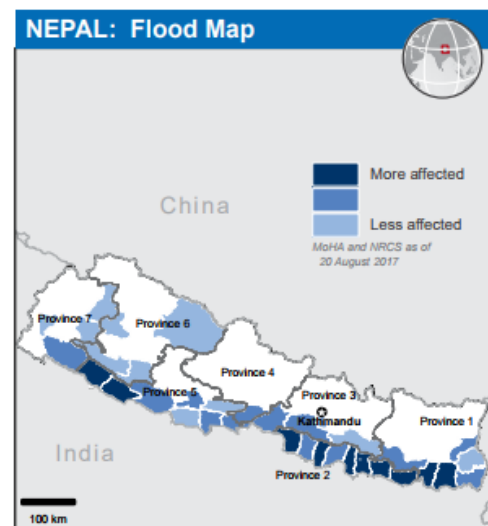 NEPAL: Flood Map
More affected
Less affected
MoHA and NRCS as of
20 August 2017
China
Province 7
Province 6
Province 4
Province 5
Province 3
Kathmandu
Province 1
India
Province 2
100 km